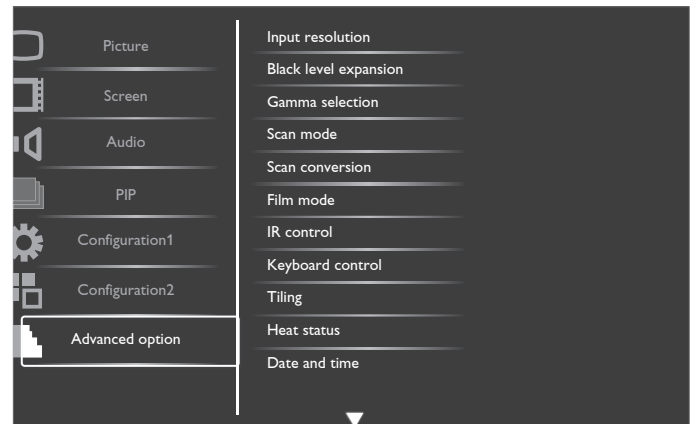 Picture
Screen
Audio
PIP
Configuration1
Configuration2
Advanced option
Input resolution
Black level expansion
Gamma selection
Scan mode
Scan conversion
Film mode
IR control
Keyboard control
Tiling
Heat status
Date and time